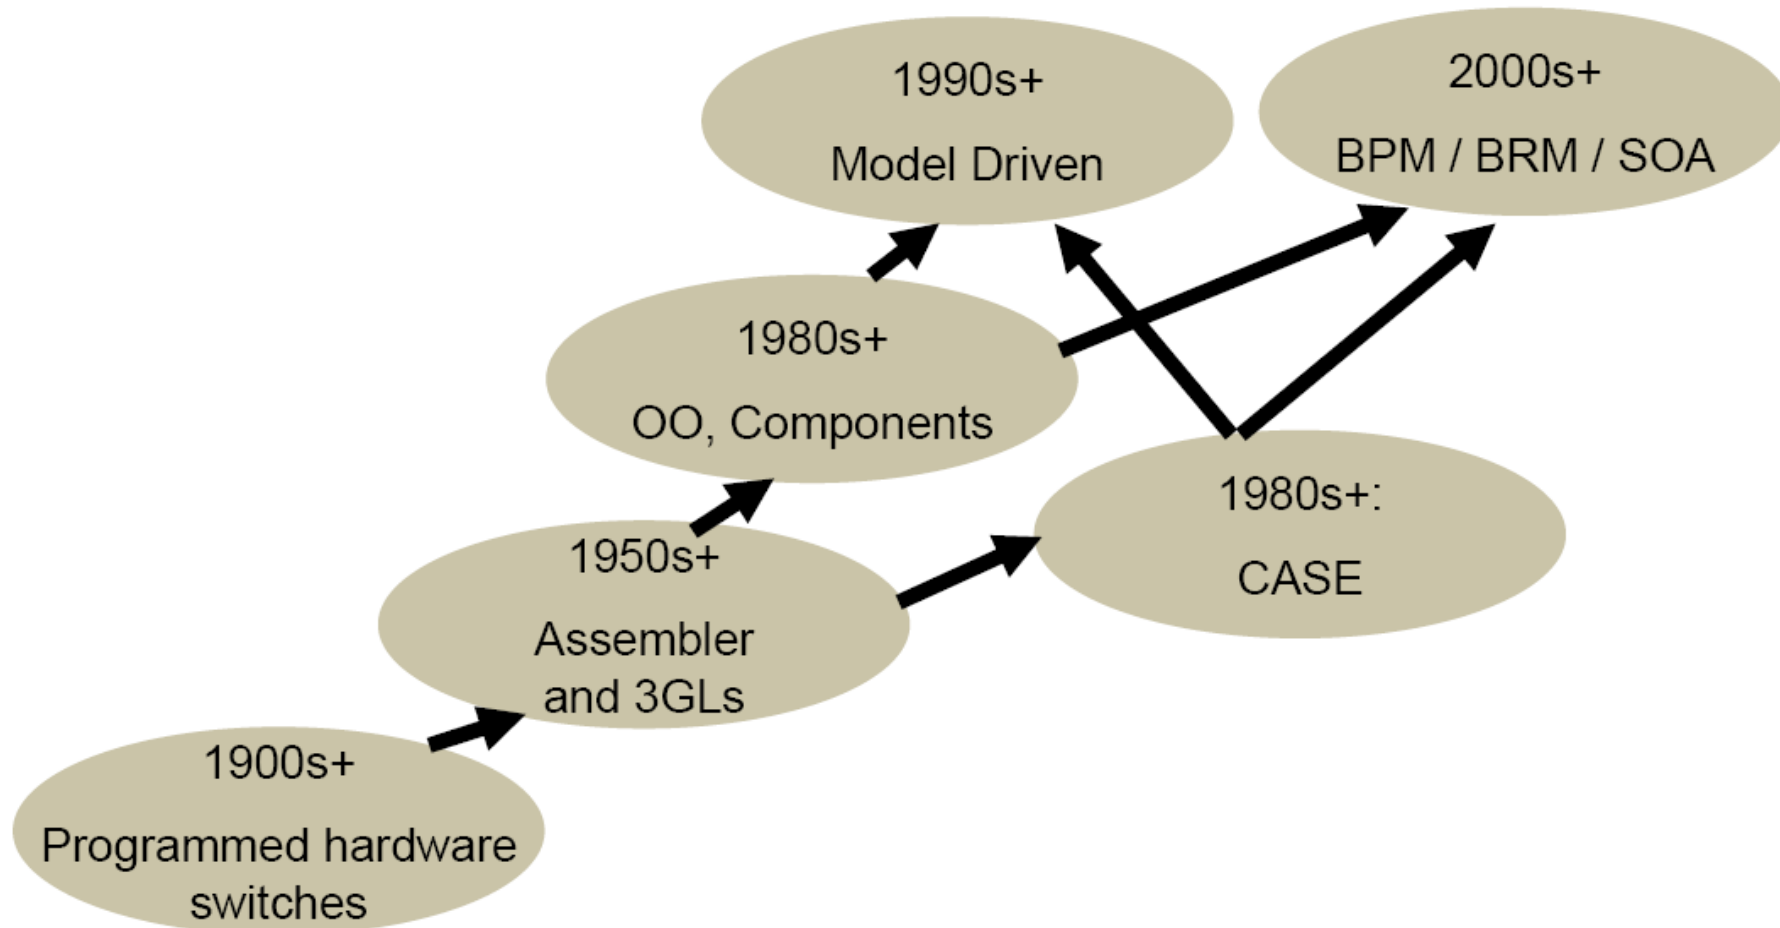 1990s+
Model Driven
2000s+
BPM / BRM / SOA
1980s+
OO, Components
1980s+:
CASE
1950s+
Assembler
and 3GLs
1900s+
Programmed hardware
switches